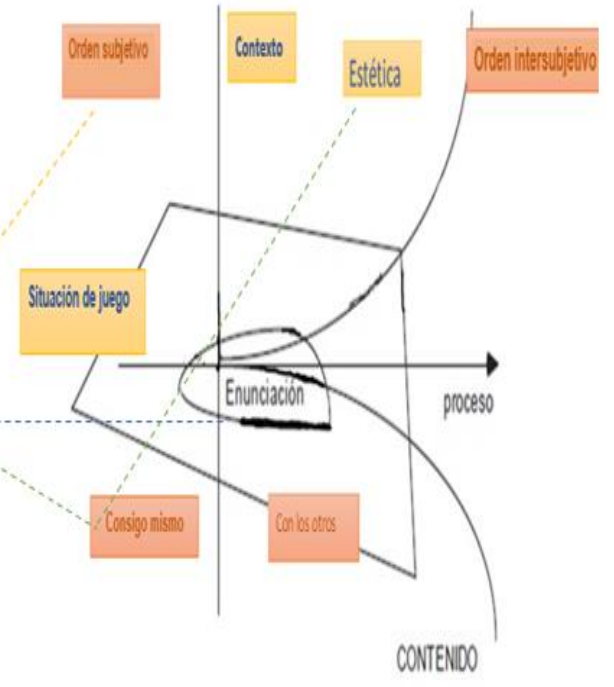 Orden subjetivo
Contexto
Estética
Orden intersubjetivo
Situación de juego
Enunciación
proceso
Consigo mismo
Con los otros
CONTENIDO